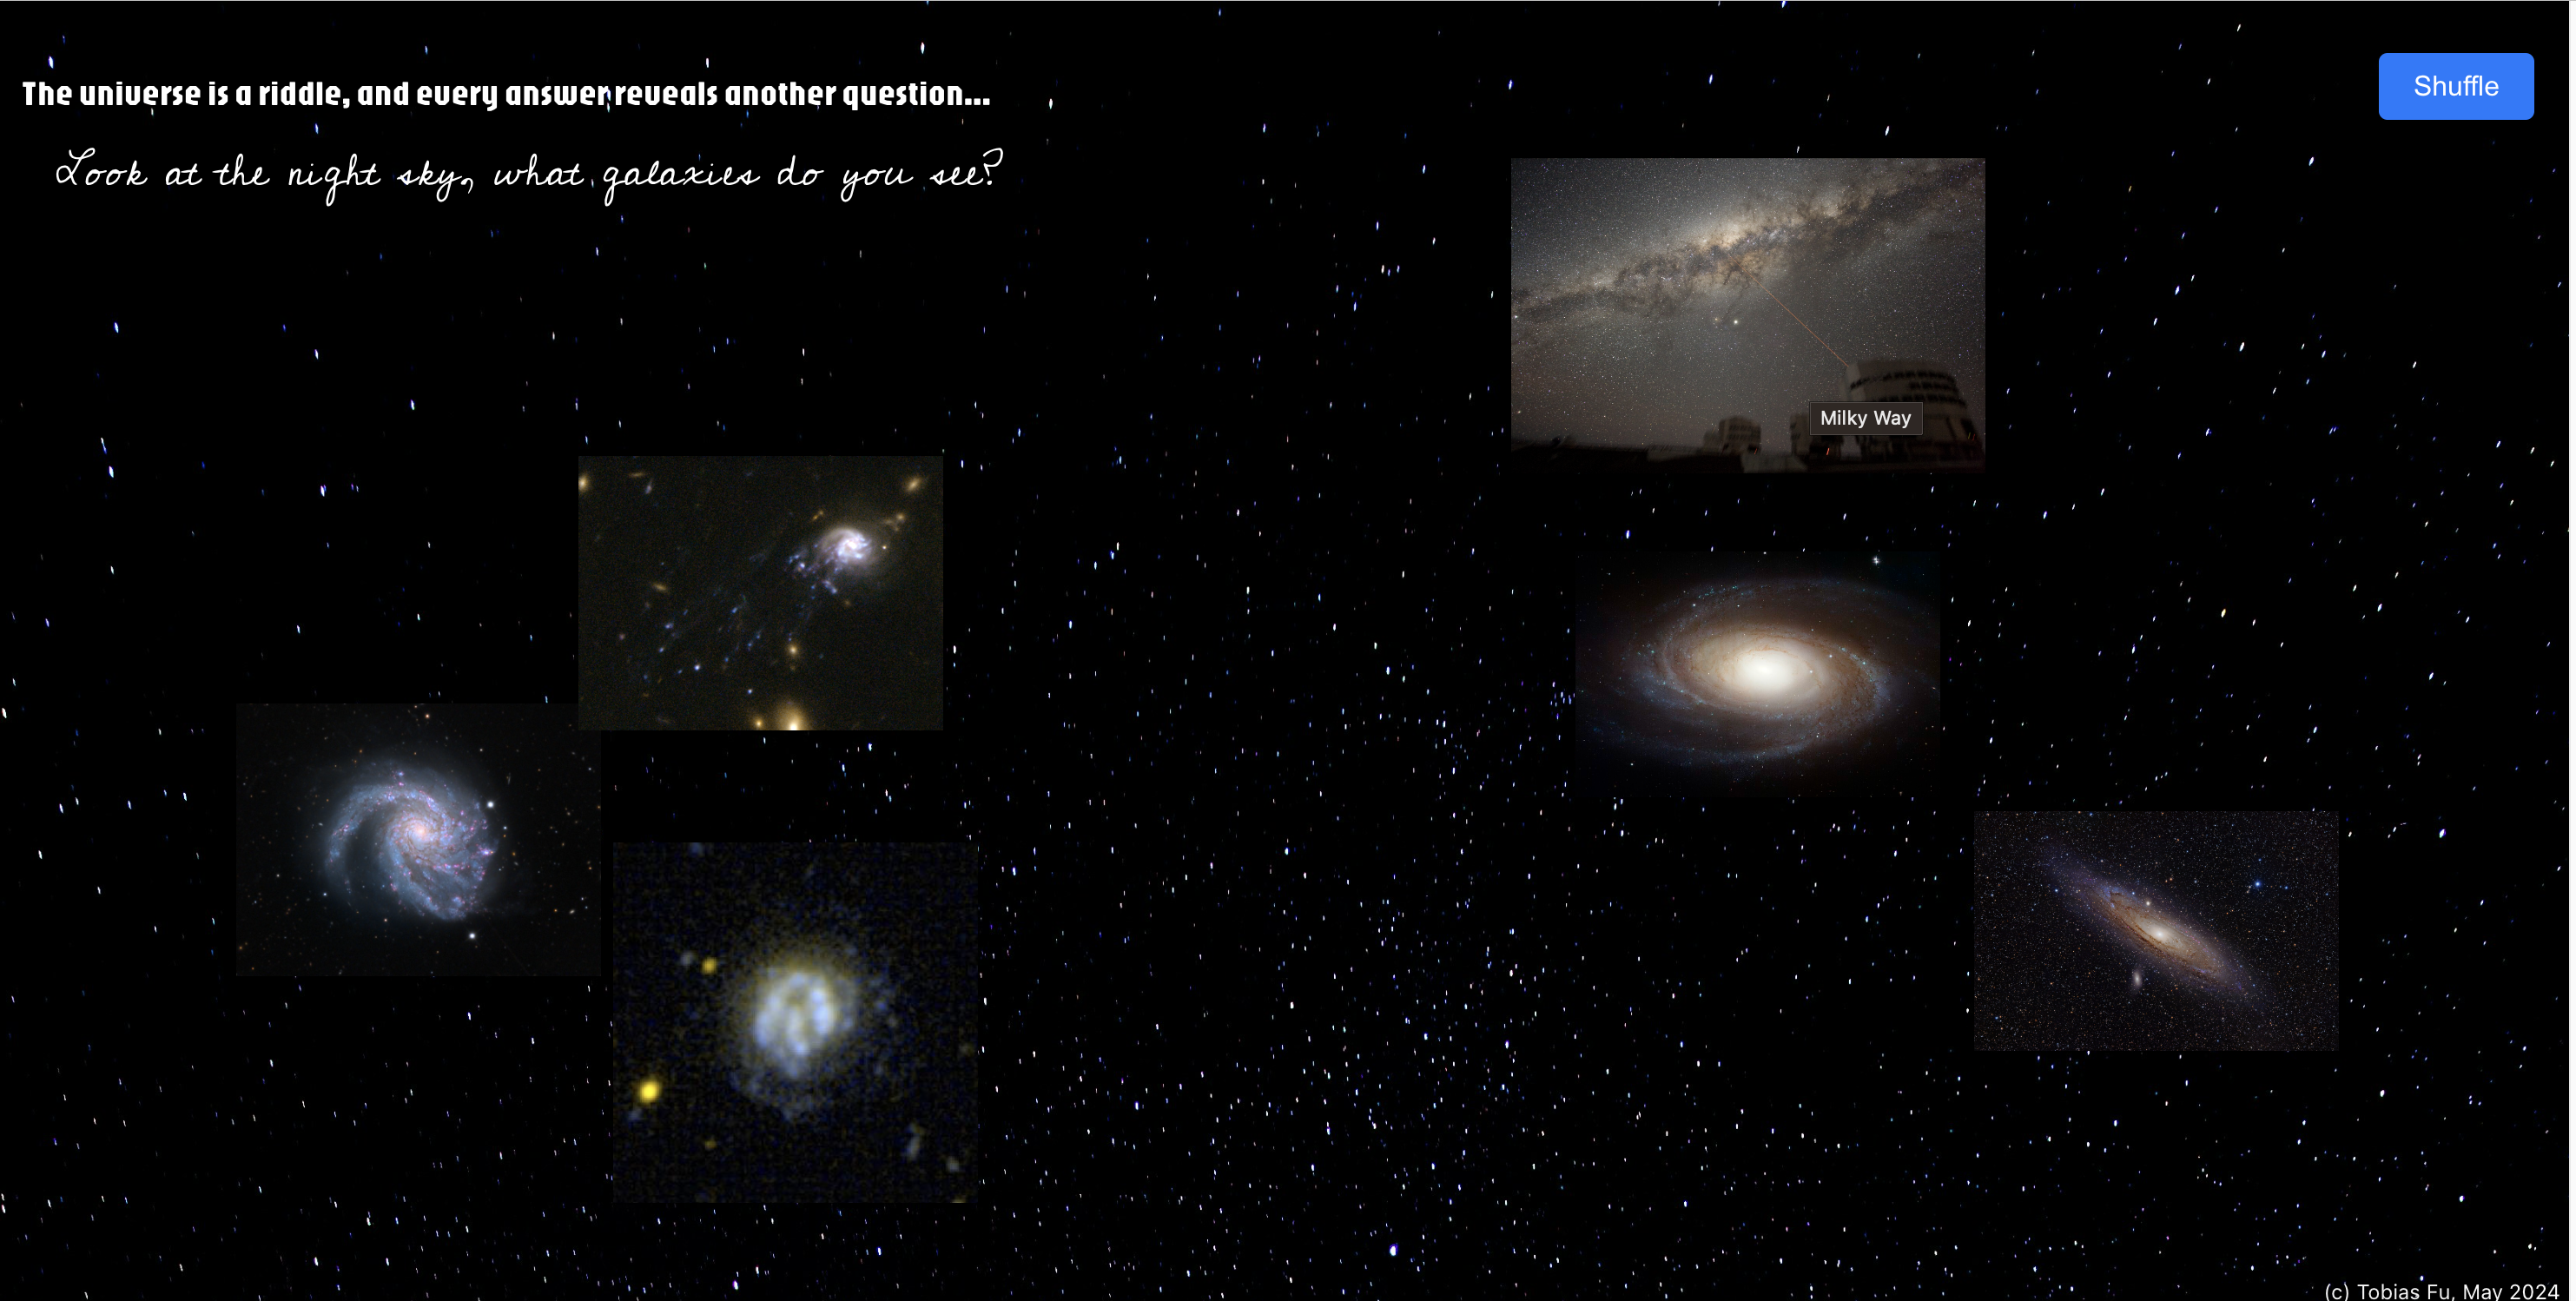 The universe is a riddle, and every answer reveals another question...
Shuffle
Look at the night sky, what galaxies do you see?
Milky Way
(c) Tobias Fu, May 2024